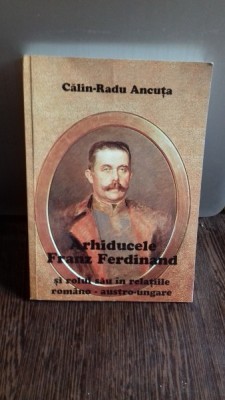 Călin-Radu Ancuța
Arhiducele
Franz Ferdinand
și rolul său în relațiile
româno - austro-ungare